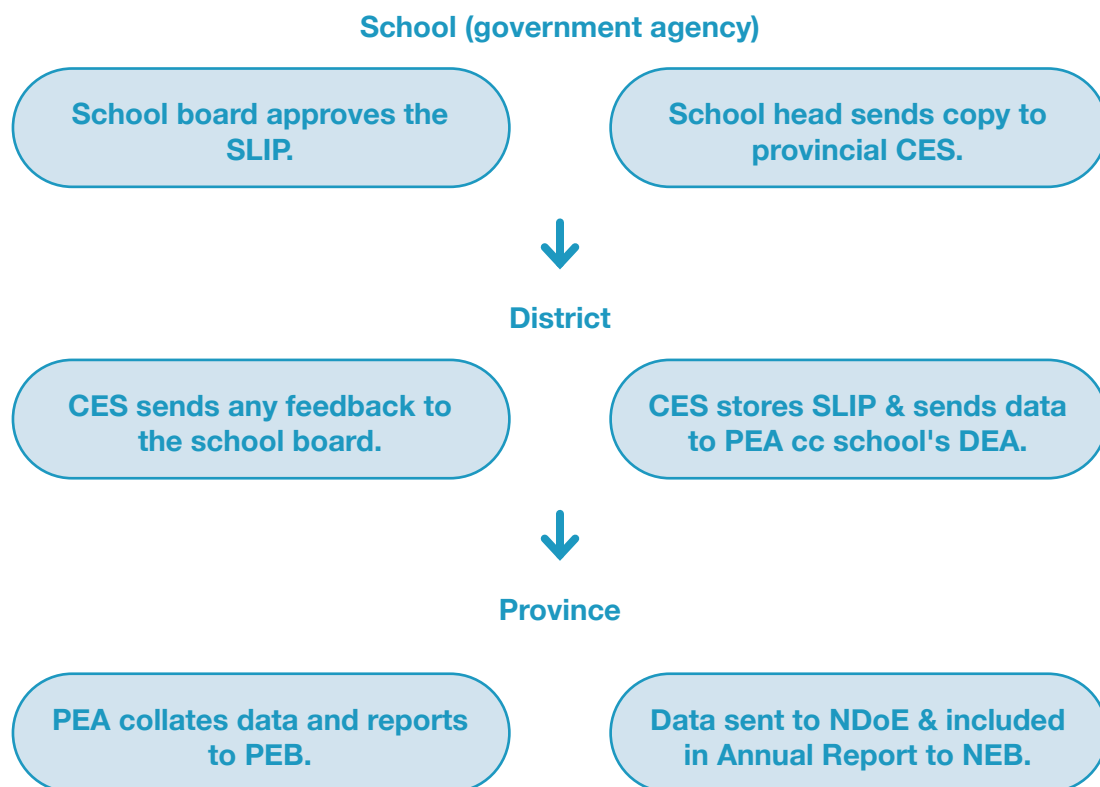 School (government agency)
School board approves the
SLIP.
School head sends copy to
provincial CES.
District
CES sends any feedback to
the school board.
CES stores SLIP & sends data
to PEA cc school's DEA.
Province
PEA collates data and reports
to PEB.
Data sent to NDoE & included
in Annual Report to NEB.